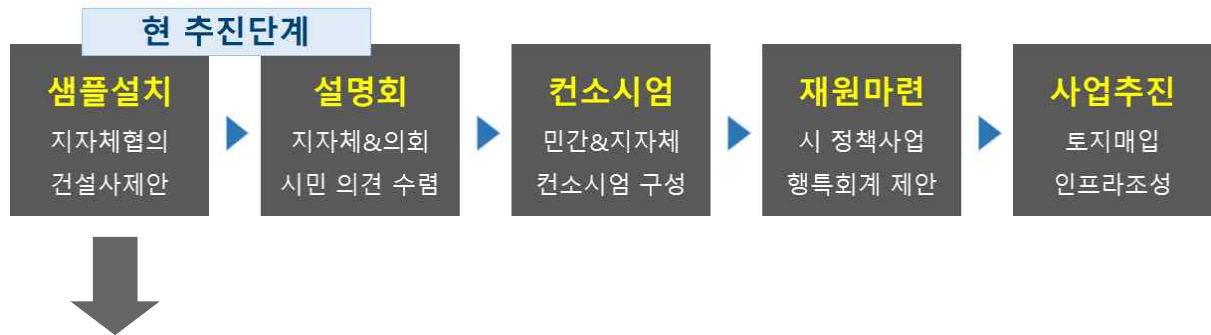 현 추진단계
샘플설치
지자체협의
건설사제안
설명회
지자체&의회
시민 의견 수렴
컨소시엄
민간&지자체
컨소시엄 구성
재원마련
시 정책사업
행특회계 제안
사업추진
토지매입
인프라조성